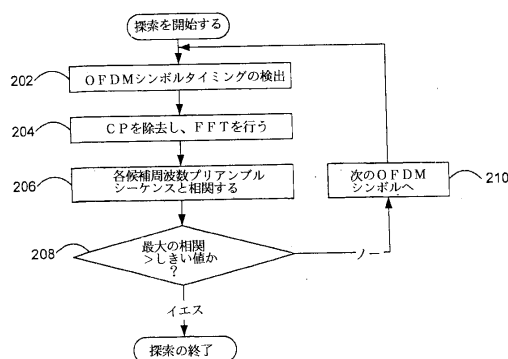 探索を開始する
202
OFDMシンボルタイミングの検出
204
CPを除去し、FFTを行う
206
各候補周波数プリアンブル
シーケンスと相関する
次のOFDM
シンボルへ
210
208
最大の相関
>しきい値か
?
ノー
イエス
探索の終了